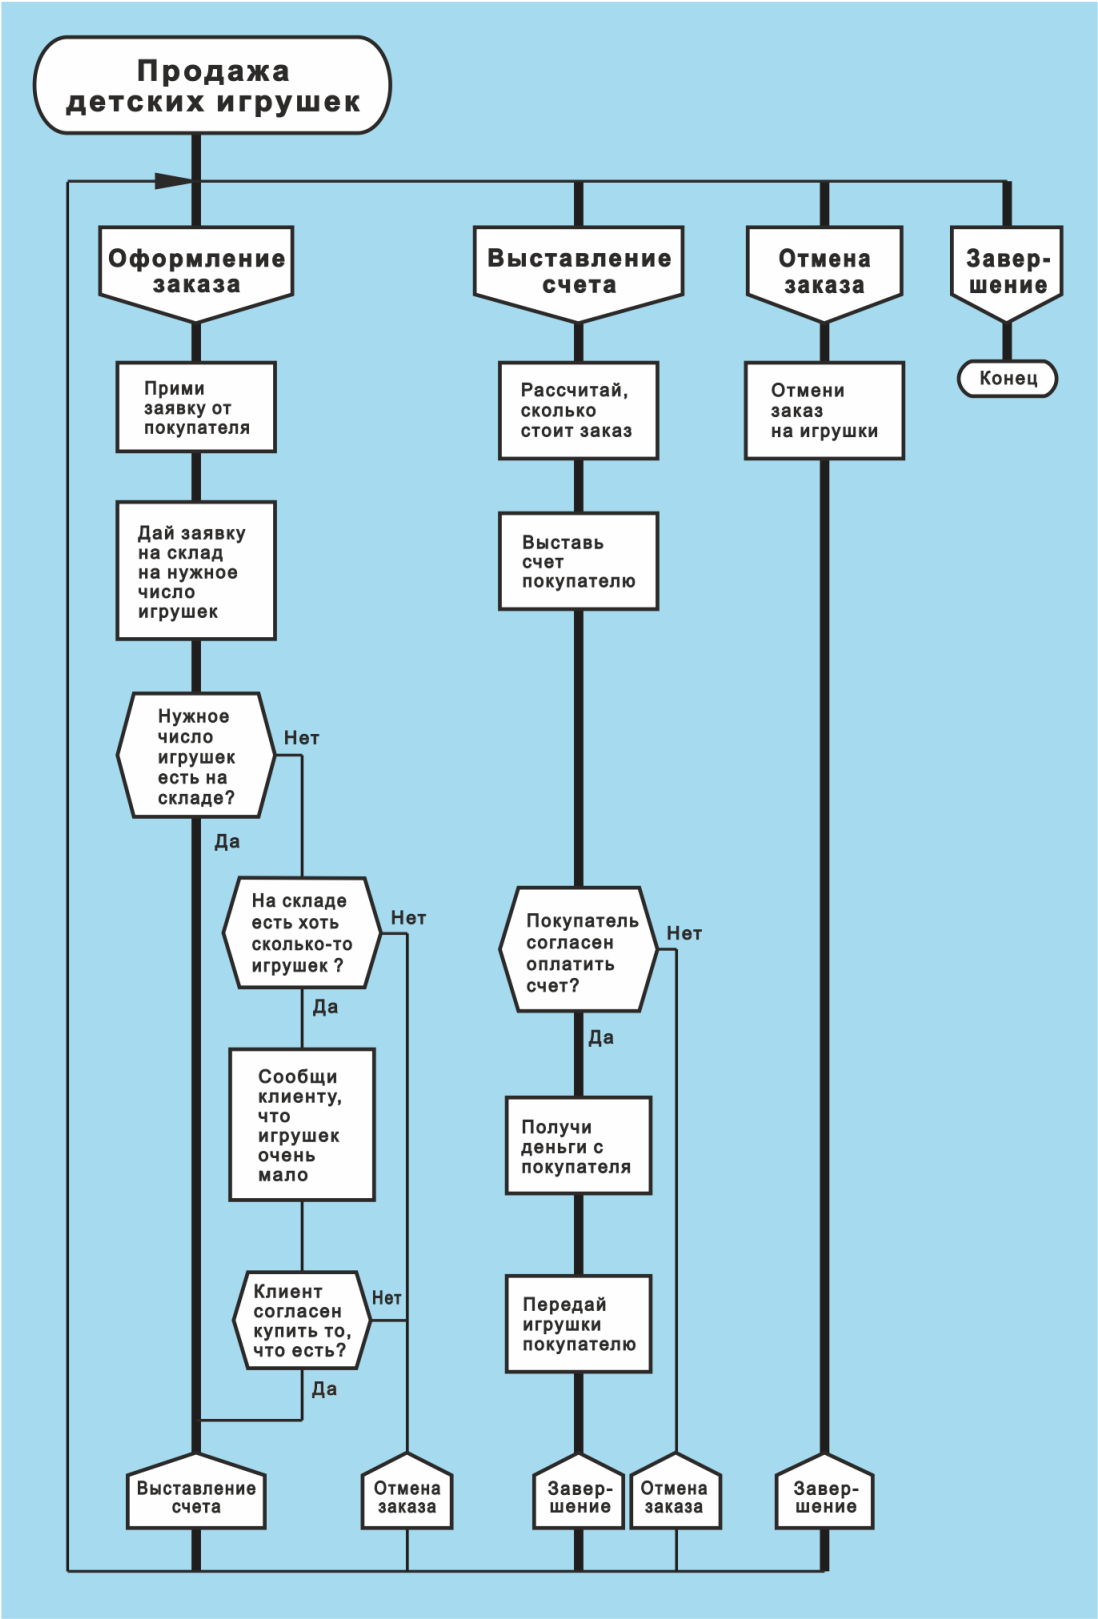 Продажа
детских игрушек
Оформление
заказа
Прими
заявку от
покупателя
Дай заявку
на склад
на нужное
число
игрушек
Нужное
число
игрушек
есть на
складе?
Нет
Да
На складе
есть хоть
сколько-то
игрушек ?
Нет
Да
Сообщи
клиенту,
что
игрушек
очень
мало
Клиент
согласен
купить то,
что есть?
Нет
Да
Выставление
счета
Отмена
заказа
Выставление
счета
Рассчитай,
сколько
стоит заказ
Выставь
счет
покупателю
Покупатель
согласен
оплатить
счет?
Нет
Да
Получи
деньги с
покупателя
Передай
игрушки
покупателю
Завер-
шение
Отмена
заказа
Отмена
заказа
Отмени
заказ
на игрушки
Завер-
шение
Завер-
шение
Конец